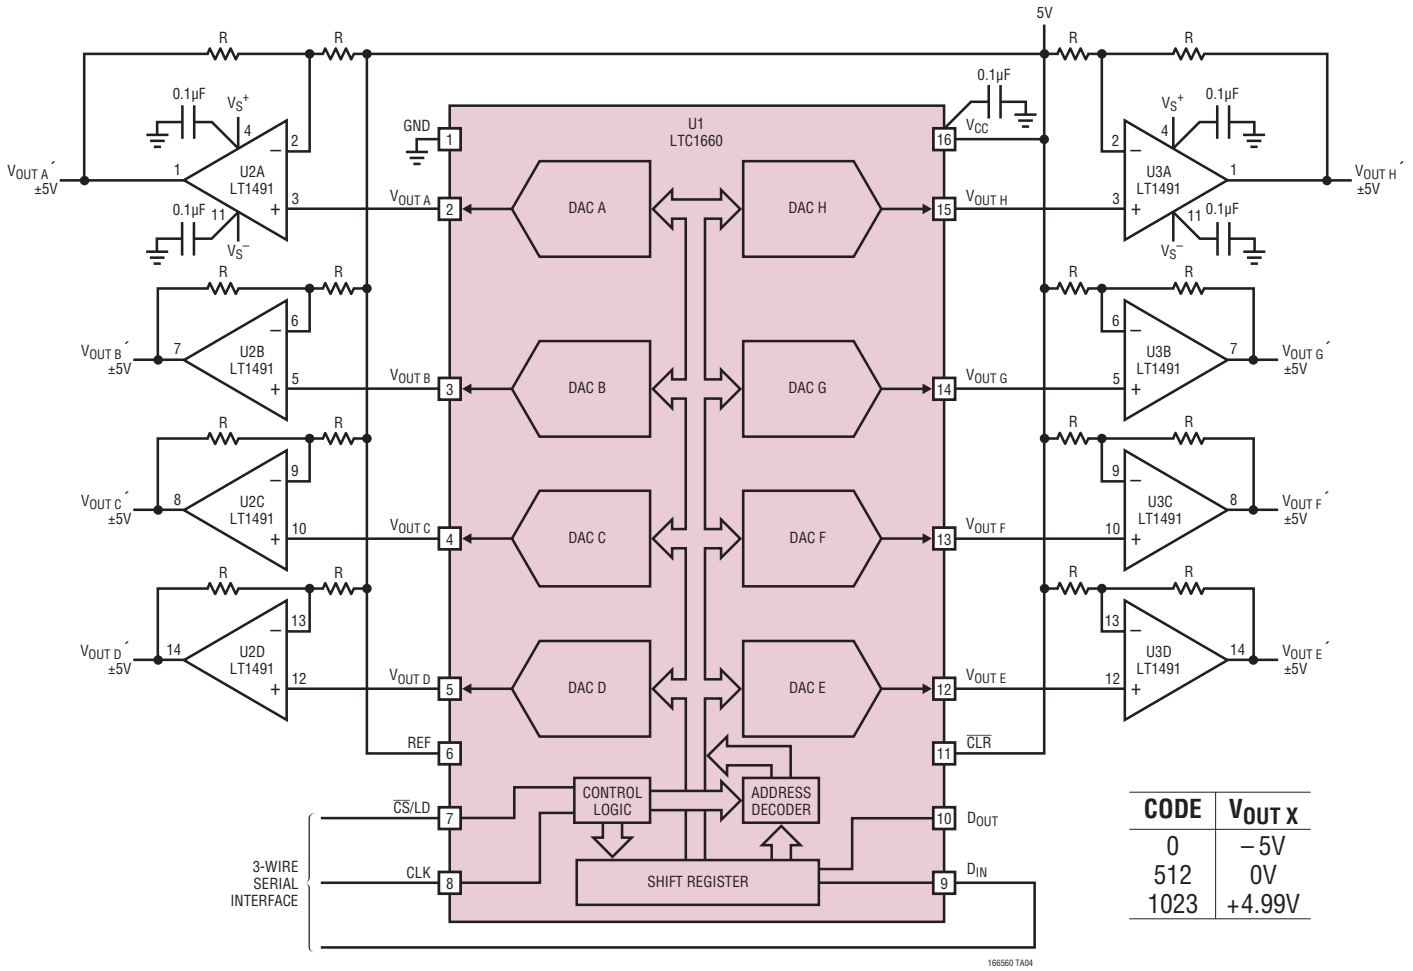 5V
R R R R
0.1µF
VS+
4
2
−
1
U2A
LT1491
3
+
VOUT A´
±5V
0.1µF
11
VS−
GND
1
U1
LTC1660
0.1µF
VCC
16
VS+
4
0.1µF
2
−
U3A
LT1491
1
3
+
VOUT H´
±5V
11
0.1µF
VS−
VOUT A
2
DAC A
DAC H
15
VOUT H
R R R R
6
−
U2B
LT1491
7
5
+
VOUT B´
±5V
VOUT B
3
DAC B
DAC G
14
VOUT G
6
−
U3B
LT1491
7
5
+
VOUT G´
±5V
R R R R
9
−
U2C
LT1491
8
10
+
VOUT C´
±5V
VOUT C
4
DAC C
DAC F
13
VOUT F
9
−
U3C
LT1491
8
10
+
VOUT F´
±5V
R R R R
13
−
U2D
LT1491
14
12
+
VOUT D´
±5V
VOUT D
5
DAC D
DAC E
12
VOUT E
13
−
U3D
LT1491
14
12
+
VOUT E´
±5V
REF
6
11
CLR
CS/LD
7
CONTROL
LOGIC
ADDRESS
DECODER
10
DOUT
3-WIRE
SERIAL
INTERFACE
CLK
8
SHIFT REGISTER
9
DIN
CODE VOUT X
0 –5V
512 0V
1023 +4.99V
166560 TA04